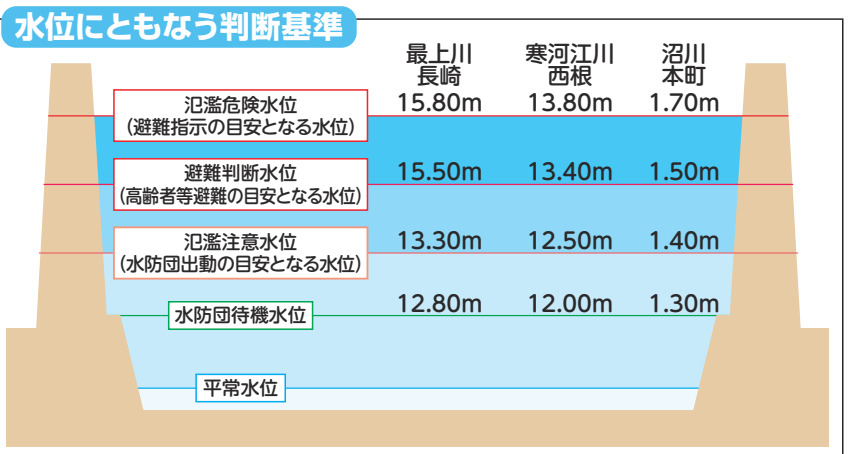 水位にともなう判断基準
最上川 寒河江川 沼川
長崎 西根 本町
氾濫危険水位 15.80m 13.80m 1.70m
(避難指示の目安となる水位)
避難判断水位 15.50m 13.40m 1.50m
(高齢者等避難の目安となる水位)
氾濫注意水位 13.30m 12.50m 1.40m
(水防団出動の目安となる水位)
水防団待機水位 12.80m 12.00m 1.30m
平常水位